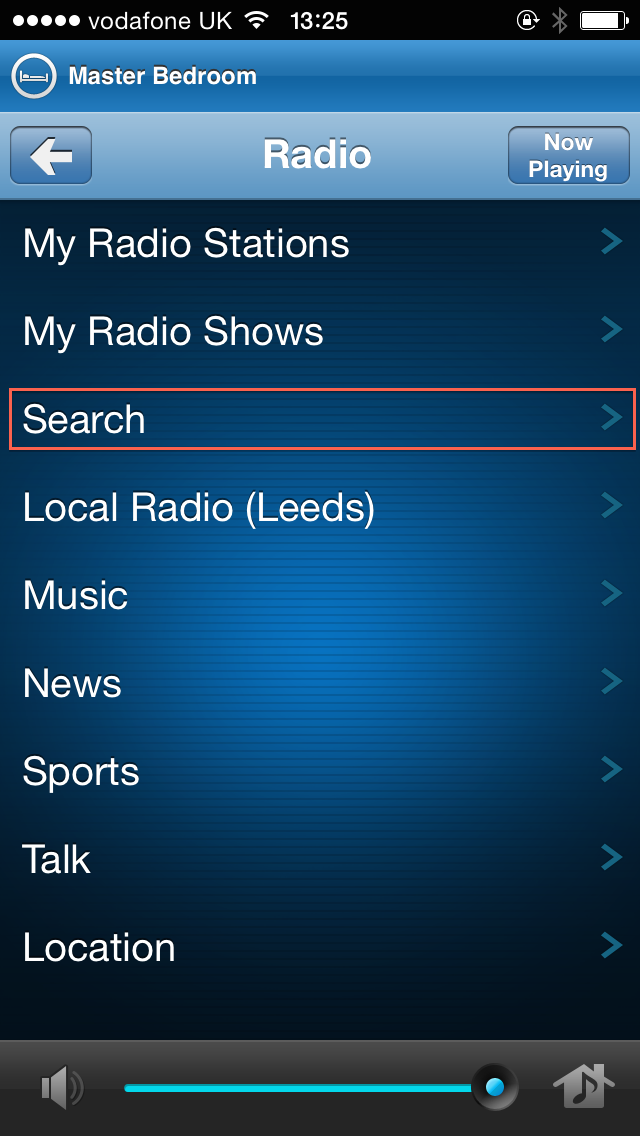 vodafone UK 13:25
Master Bedroom
Radio
Now
Playing
My Radio Stations
My Radio Shows
Search
Local Radio (Leeds)
Music
News
Sports
Talk
Location